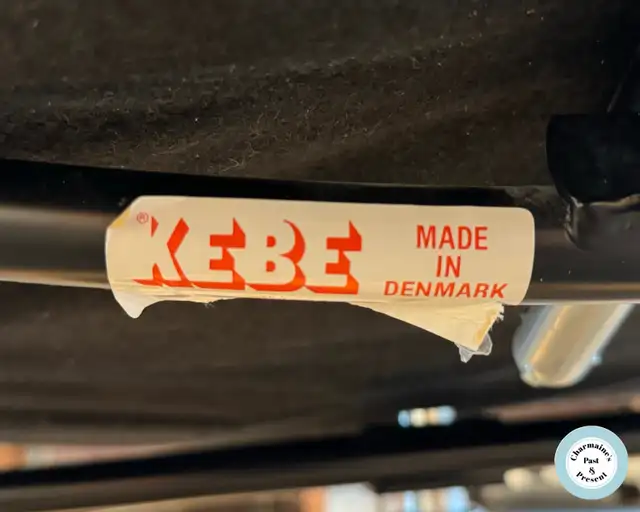 ® KEBE
MADE
IN
DENMARK
Charmaine's
Past
&
Present